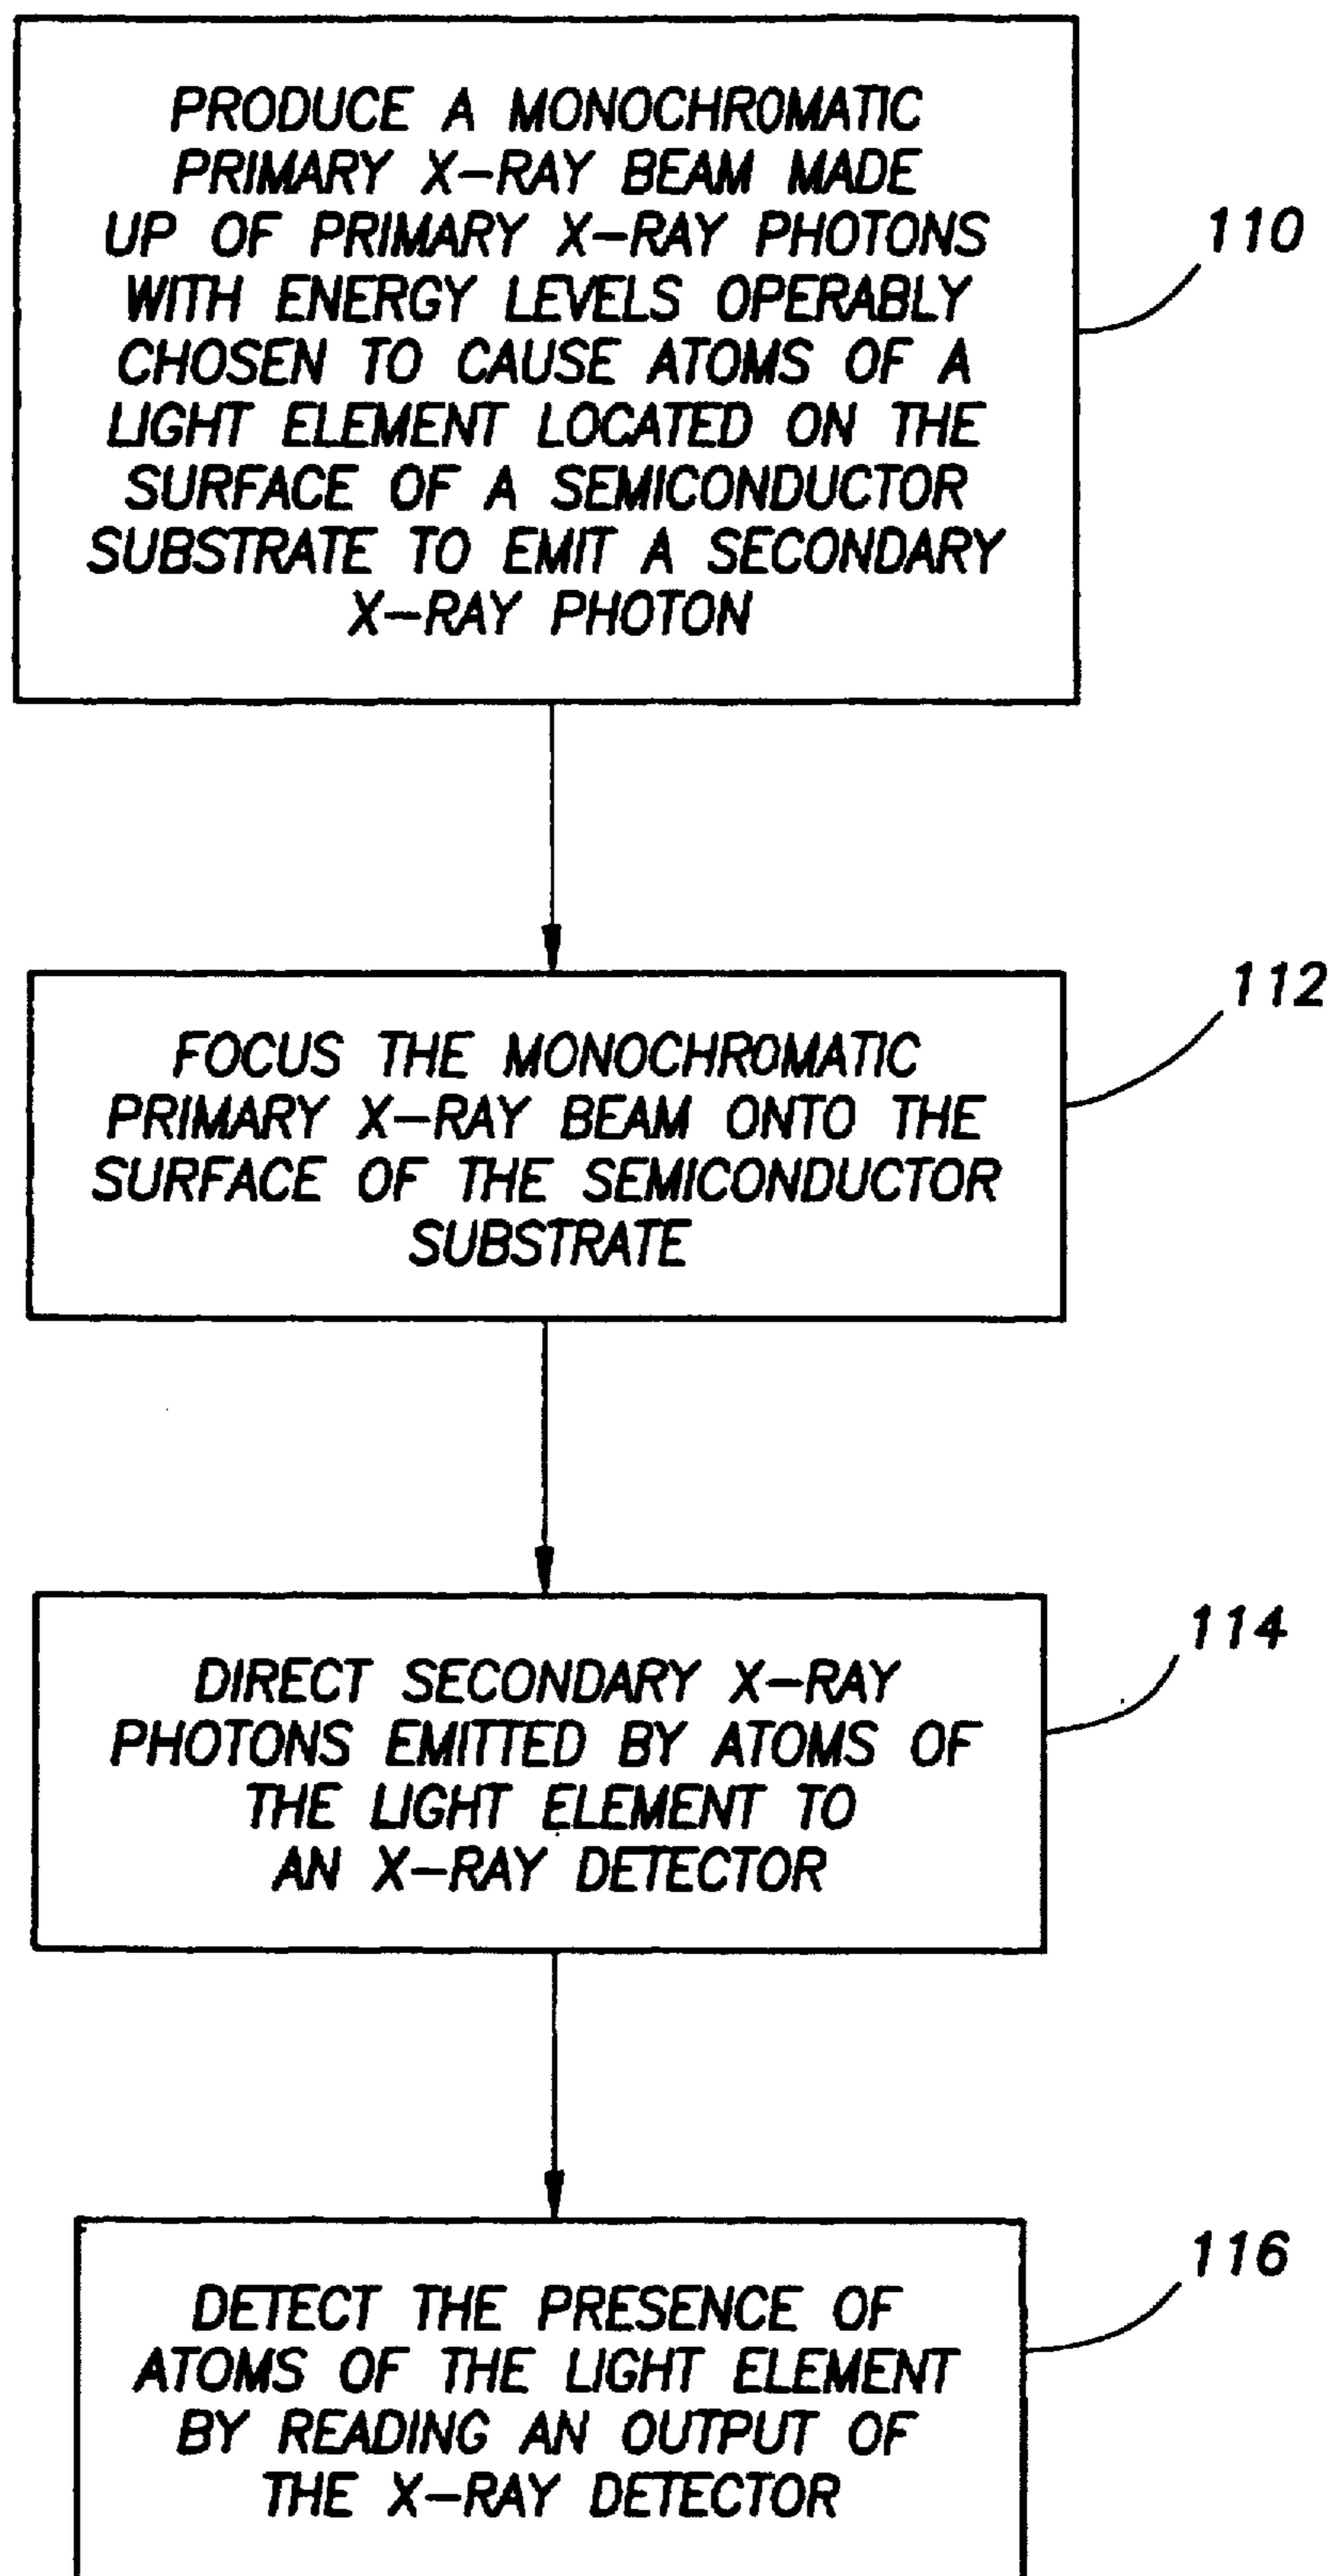 PRODUCE A MONOCHROMATIC
PRIMARY X-RAY BEAM MADE
UP OF PRIMARY X-RAY PHOTONS
WITH ENERGY LEVELS OPERABLY
CHOSEN TO CAUSE ATOMS OF A
LIGHT ELEMENT LOCATED ON THE
SURFACE OF A SEMICONDUCTOR
SUBSTRATE TO EMIT A SECONDARY
X-RAY PHOTON
110
FOCUS THE MONOCHROMATIC
PRIMARY X-RAY BEAM ONTO THE
SURFACE OF THE SEMICONDUCTOR
SUBSTRATE
112
DIRECT SECONDARY X-RAY
PHOTONS EMITTED BY ATOMS OF
THE LIGHT ELEMENT TO
AN X-RAY DETECTOR
114
DETECT THE PRESENCE OF
ATOMS OF THE LIGHT ELEMENT
BY READING AN OUTPUT OF
THE X-RAY DETECTOR
116